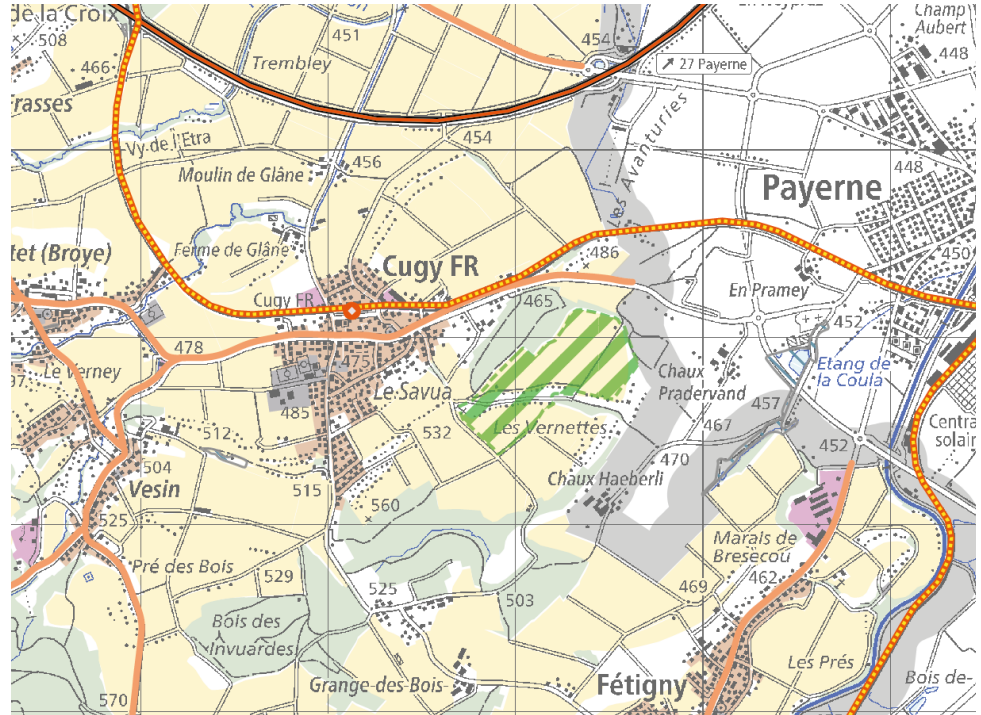 de la Croix
508
451
454
Champ
Aubert
448
Trembley
466
27 Payerne
rasses
454
Les Avanturies
Vy de l'Etra
456
448
Moulin de Glâne
Payerne
tet (Broye)
Ferme de Glâne
486
450
Cugy FR
Cugy FR
465
En Pramey
452
478
475
Etang de
la Coula
Le Verney
Le Savua
Chaux
Pradervand
485
457
Les Vernettes
467
Centra
solair
512
532
452
504
470
Vesin
515
Chaux Haeberli
560
525
Marais de
Bresécou
Pré des Bois
529
525
469
462
503
Bois des
Invuardes
Les Prés
Grange-des-Bois
Fétigny
Bois de-
570